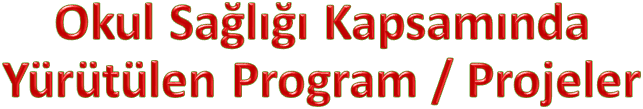 Okul Sağlığı Kapsamında
Yürütülen Program / Projeler